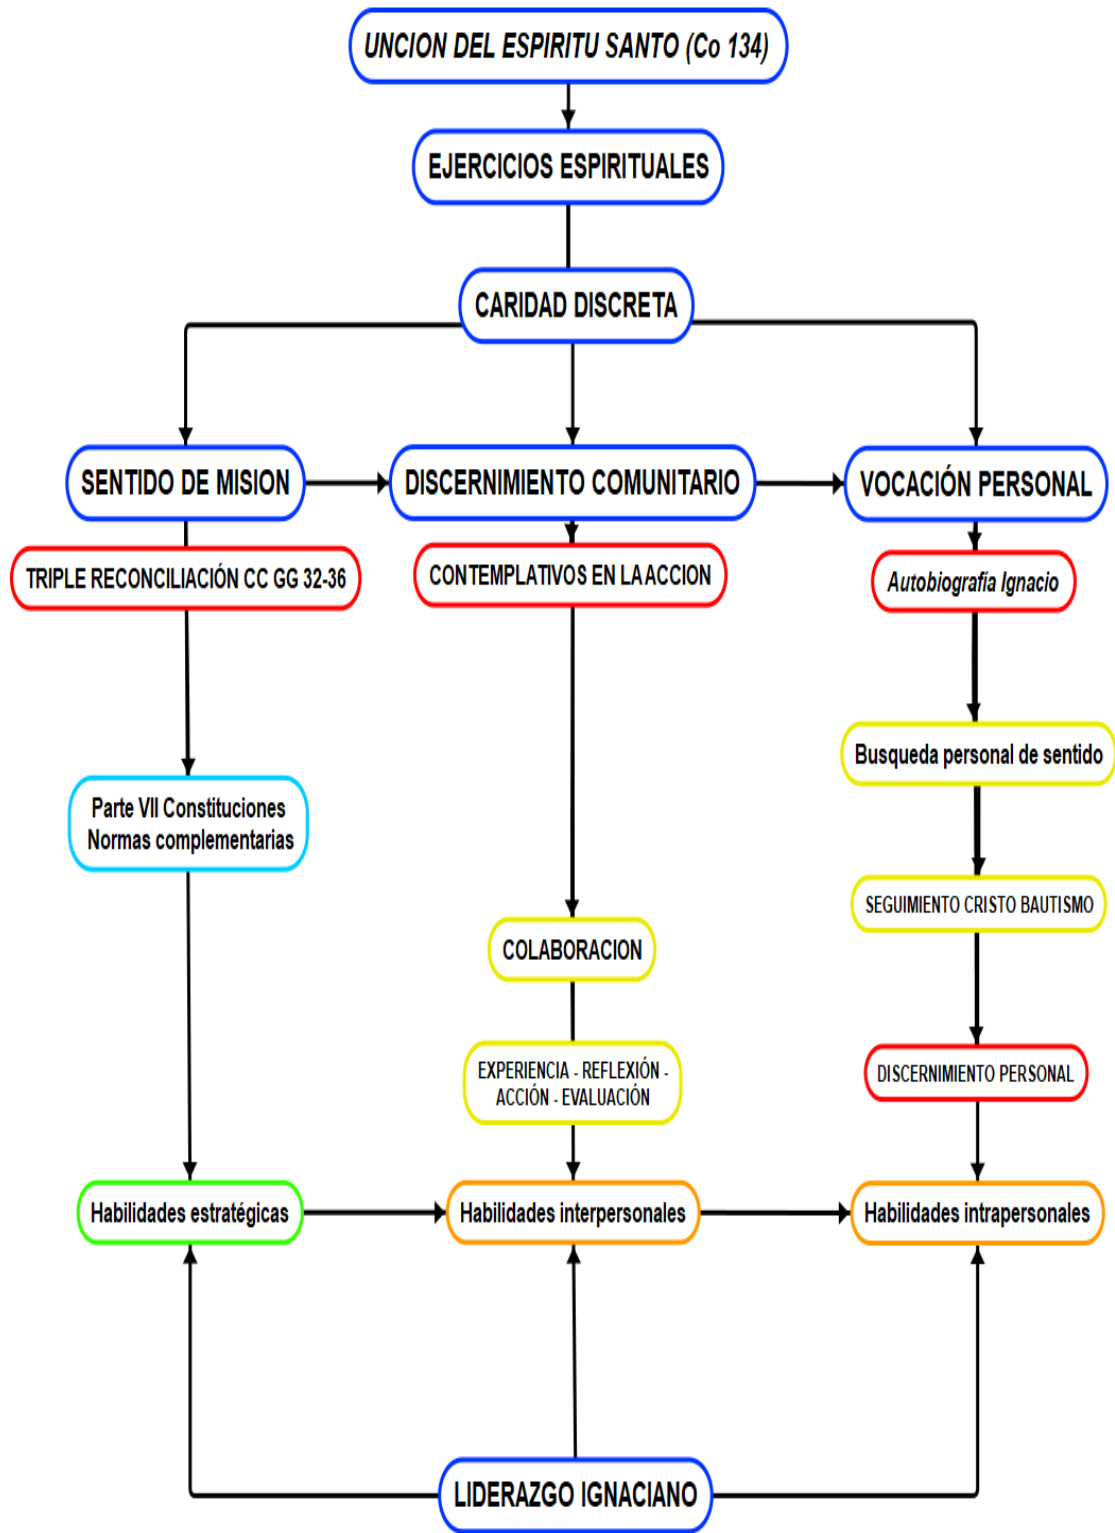 UNCION DEL ESPIRITU SANTO (Co 134)
EJERCICIOS ESPIRITUALES
CARIDAD DISCRETA
SENTIDO DE MISION
DISCERNIMIENTO COMUNITARIO
VOCACIÓN PERSONAL
TRIPLE RECONCILIACIÓN CC GG 32-36
CONTEMPLATIVOS EN LA ACCION
Autobiografía Ignacio
Busqueda personal de sentido
Parte VII Constituciones
Normas complementarias
SEGUIMIENTO CRISTO BAUTISMO
COLABORACION
EXPERIENCIA - REFLEXIÓN -
ACCIÓN - EVALUACIÓN
DISCERNIMIENTO PERSONAL
Habilidades estratégicas
Habilidades interpersonales
Habilidades intrapersonales
LIDERAZGO IGNACIANO